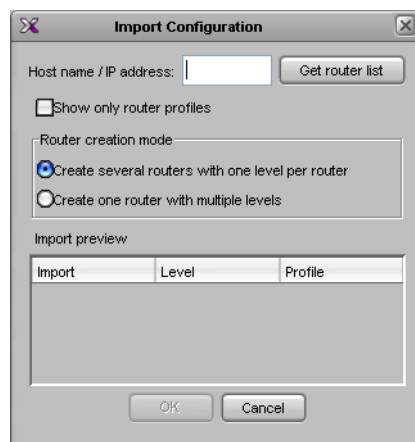 Import Configuration
Host name / IP address: Get router list
Show only router profiles
Router creation mode
Create several routers with one level per router
Create one router with multiple levels
Import preview
Import Level Profile
OK Cancel